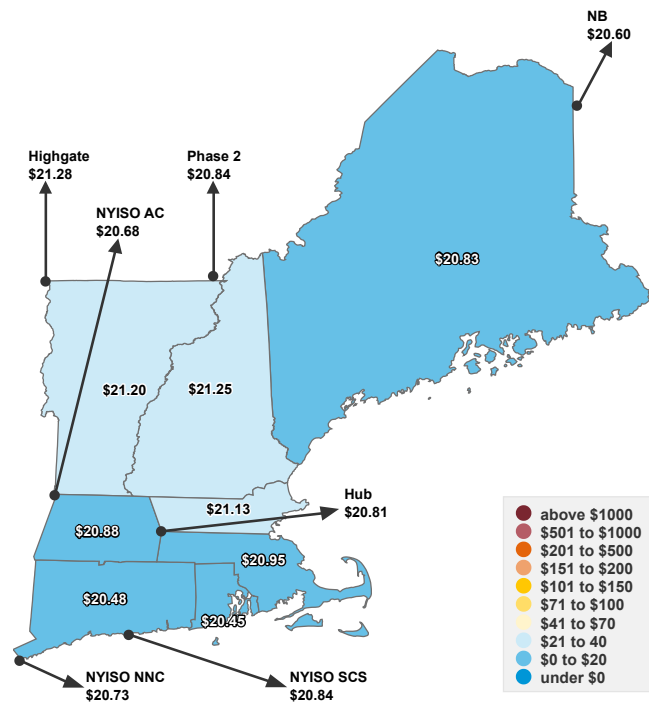 NB
$20.60
Highgate
$21.28
Phase 2
$20.84
NYISO AC
$20.68
$20.83
$21.20
$21.25
Hub
$20.81
$21.13
$20.88
$20.95
$20.48
$20.45
NYISO NNC
$20.73
NYISO SCS
$20.84
above $1000
$501 to $1000
$201 to $500
$151 to $200
$101 to $150
$71 to $100
$41 to $70
$21 to 40
$0 to $20
under $0